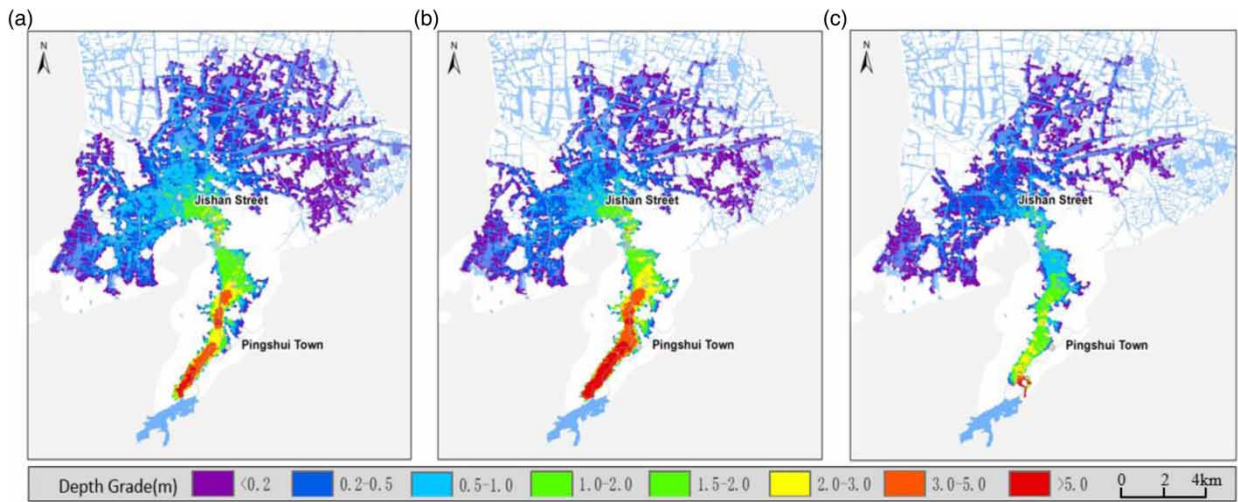 (a)
(b)
(c)
N
N
N
Jishan Street
Jishan Street
Jishan Street
Pingshui Town
Pingshui Town
Pingshui Town
Depth Grade(m) <0.2 0.2-0.5 0.5-1.0 1.0-2.0 1.5-2.0 2.0-3.0 3.0-5.0 >5.0 0 2 4km